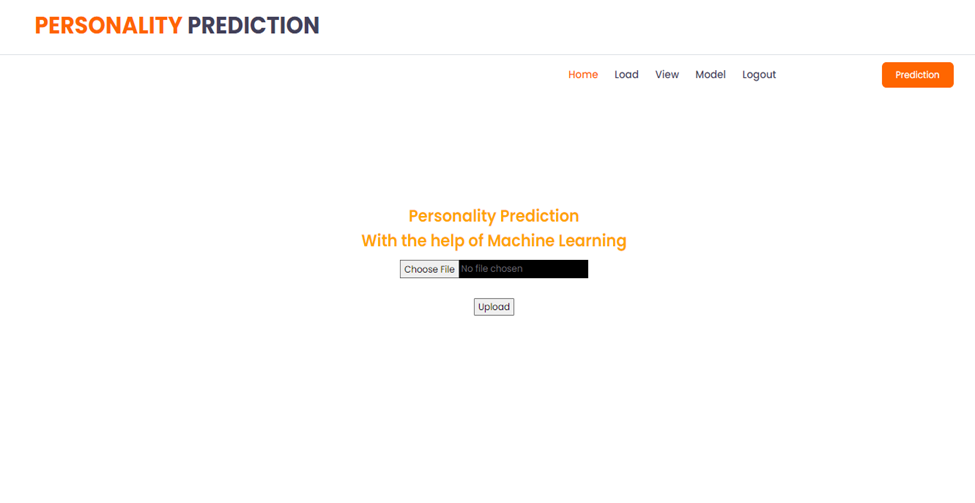 PERSONALITY PREDICTION
Home Load View Model Logout Prediction
Personality Prediction
With the help of Machine Learning
Choose File No file chosen
Upload